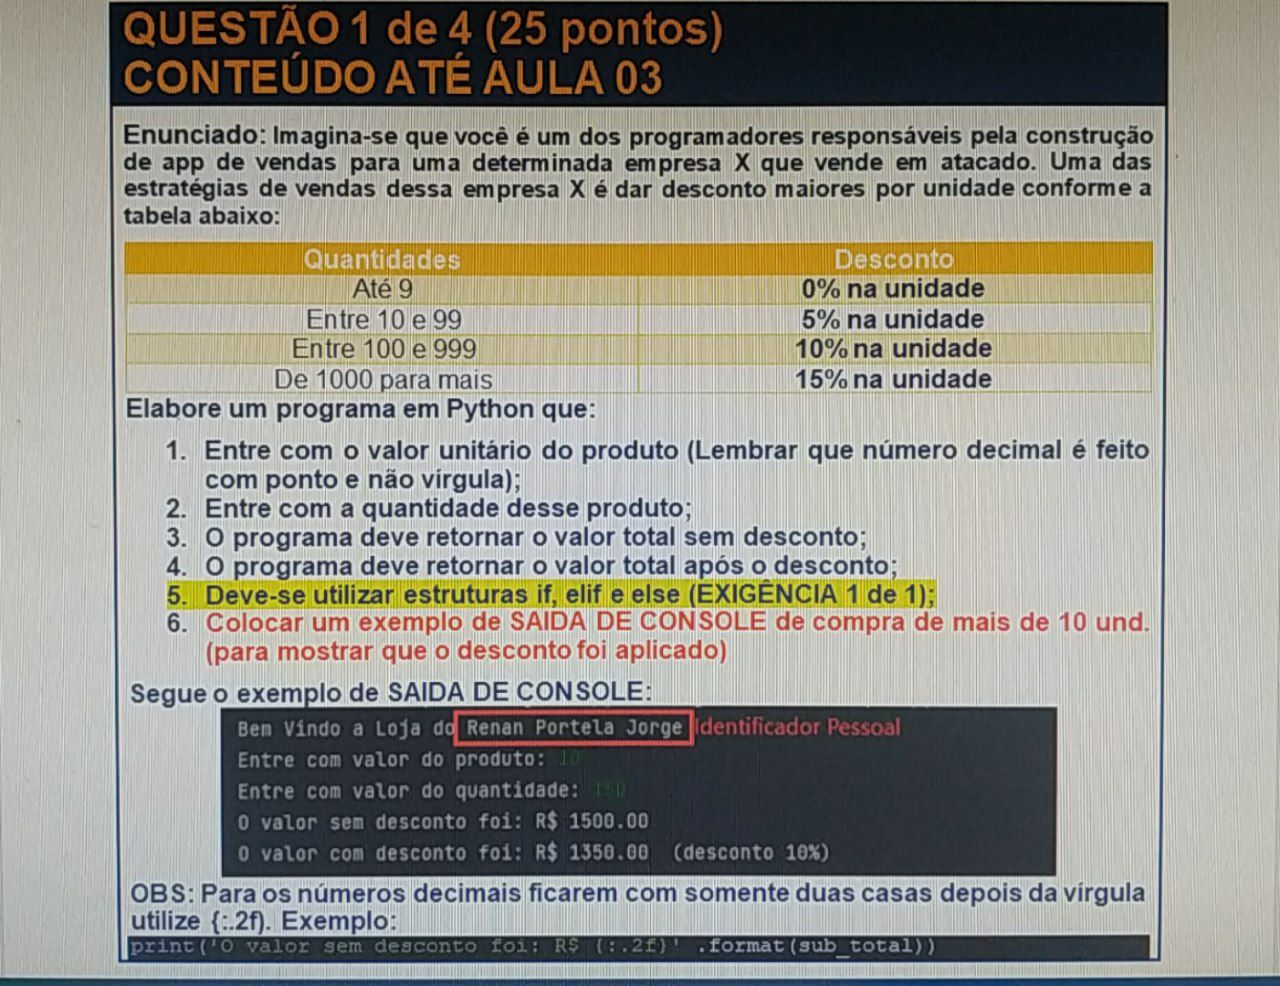 QUESTÃO 1 de 4 (25 pontos)
CONTEÚDO ATÉ AULA 03
Enunciado: Imagina-se que você é um dos programadores responsáveis pela construção
de app de vendas para uma determinada empresa X que vende em atacado. Uma das
estratégias de vendas dessa empresa X é dar desconto maiores por unidade conforme a
tabela abaixo:
Quantidades Desconto
Até 9 0% na unidade
Entre 10 e 99 5% na unidade
Entre 100 e 999 10% na unidade
De 1000 para mais 15% na unidade
Elabore um programa em Python que:
1. Entre com o valor unitário do produto (Lembrar que número decimal é feito
com ponto e não vírgula);
2. Entre com a quantidade desse produto;
3. O programa deve retornar o valor total sem desconto;
4. O programa deve retornar o valor total após o desconto;
5. Deve-se utilizar estruturas if, elif e else (EXIGÊNCIA 1 de 1);
6. Colocar um exemplo de SAIDA DE CONSOLE de compra de mais de 10 und.
(para mostrar que o desconto foi aplicado)
Segue o exemplo de SAIDA DE CONSOLE:
Bem Vindo a Loja do Renan Portela Jorge Identificador Pessoal
Entre com valor do produto: 10
Entre com valor do quantidade: 150
O valor sem desconto foi: R$ 1500.00
O valor com desconto foi: R$ 1350.00 (desconto 10%)
OBS: Para os números decimais ficarem com somente duas casas depois da vírgula
utilize {:.2f}. Exemplo:
print('O valor sem desconto foi: R$ {:.2f}' .format(sub_total))